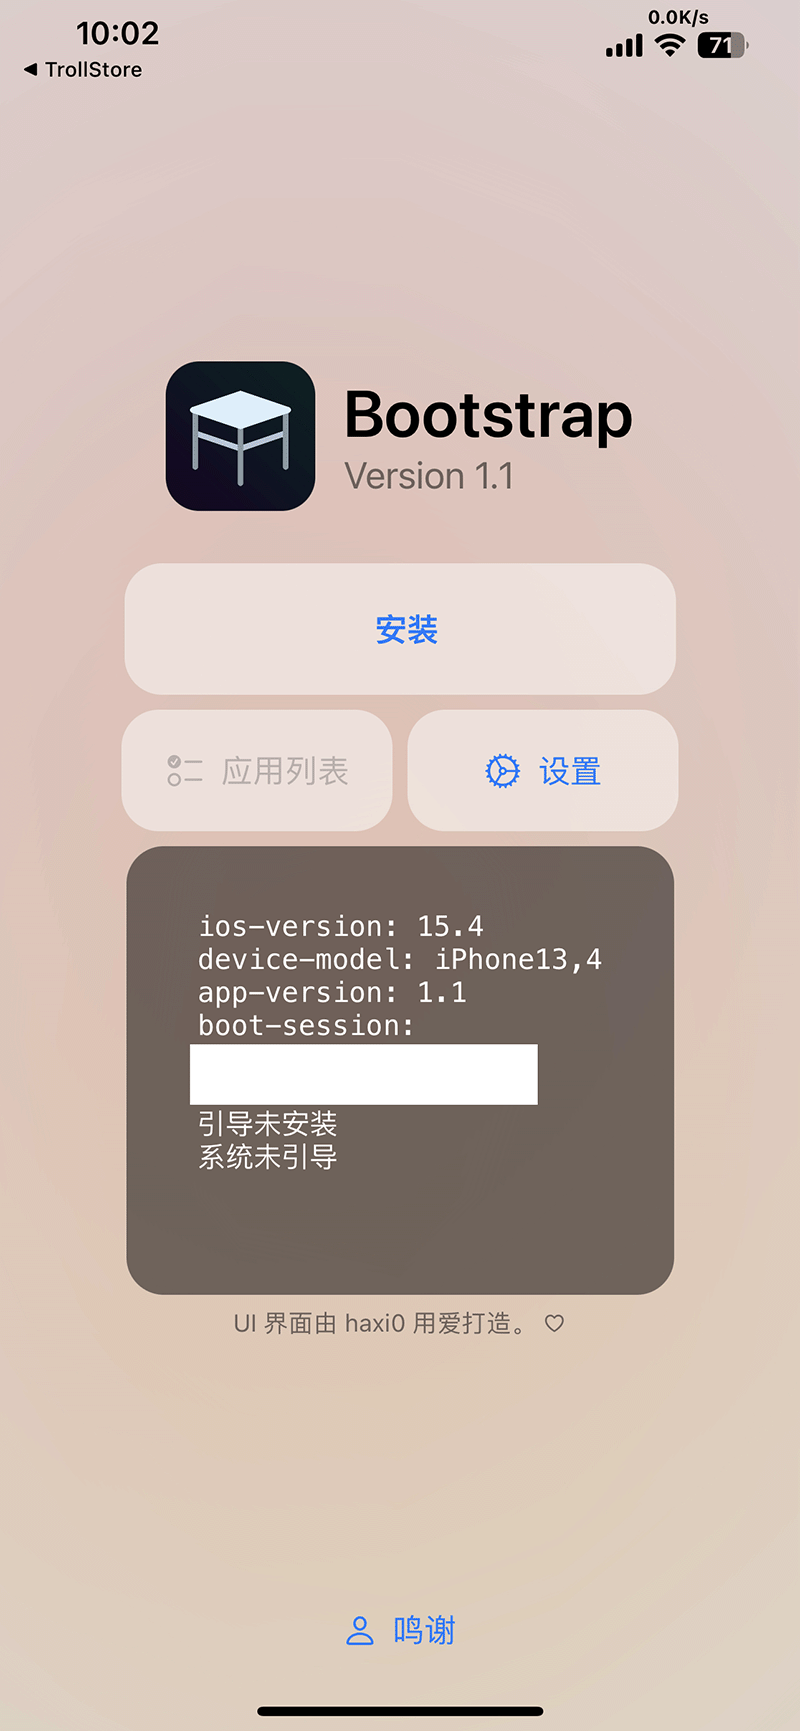 10:02
0.0K/s
71
◀ TrollStore
Bootstrap
Version 1.1
安装
应用列表
设置
ios-version: 15.4
device-model: iPhone13,4
app-version: 1.1
boot-session:
引导未安装
系统未引导
UI 界面由 haxi0 用爱打造。♡
鸣谢